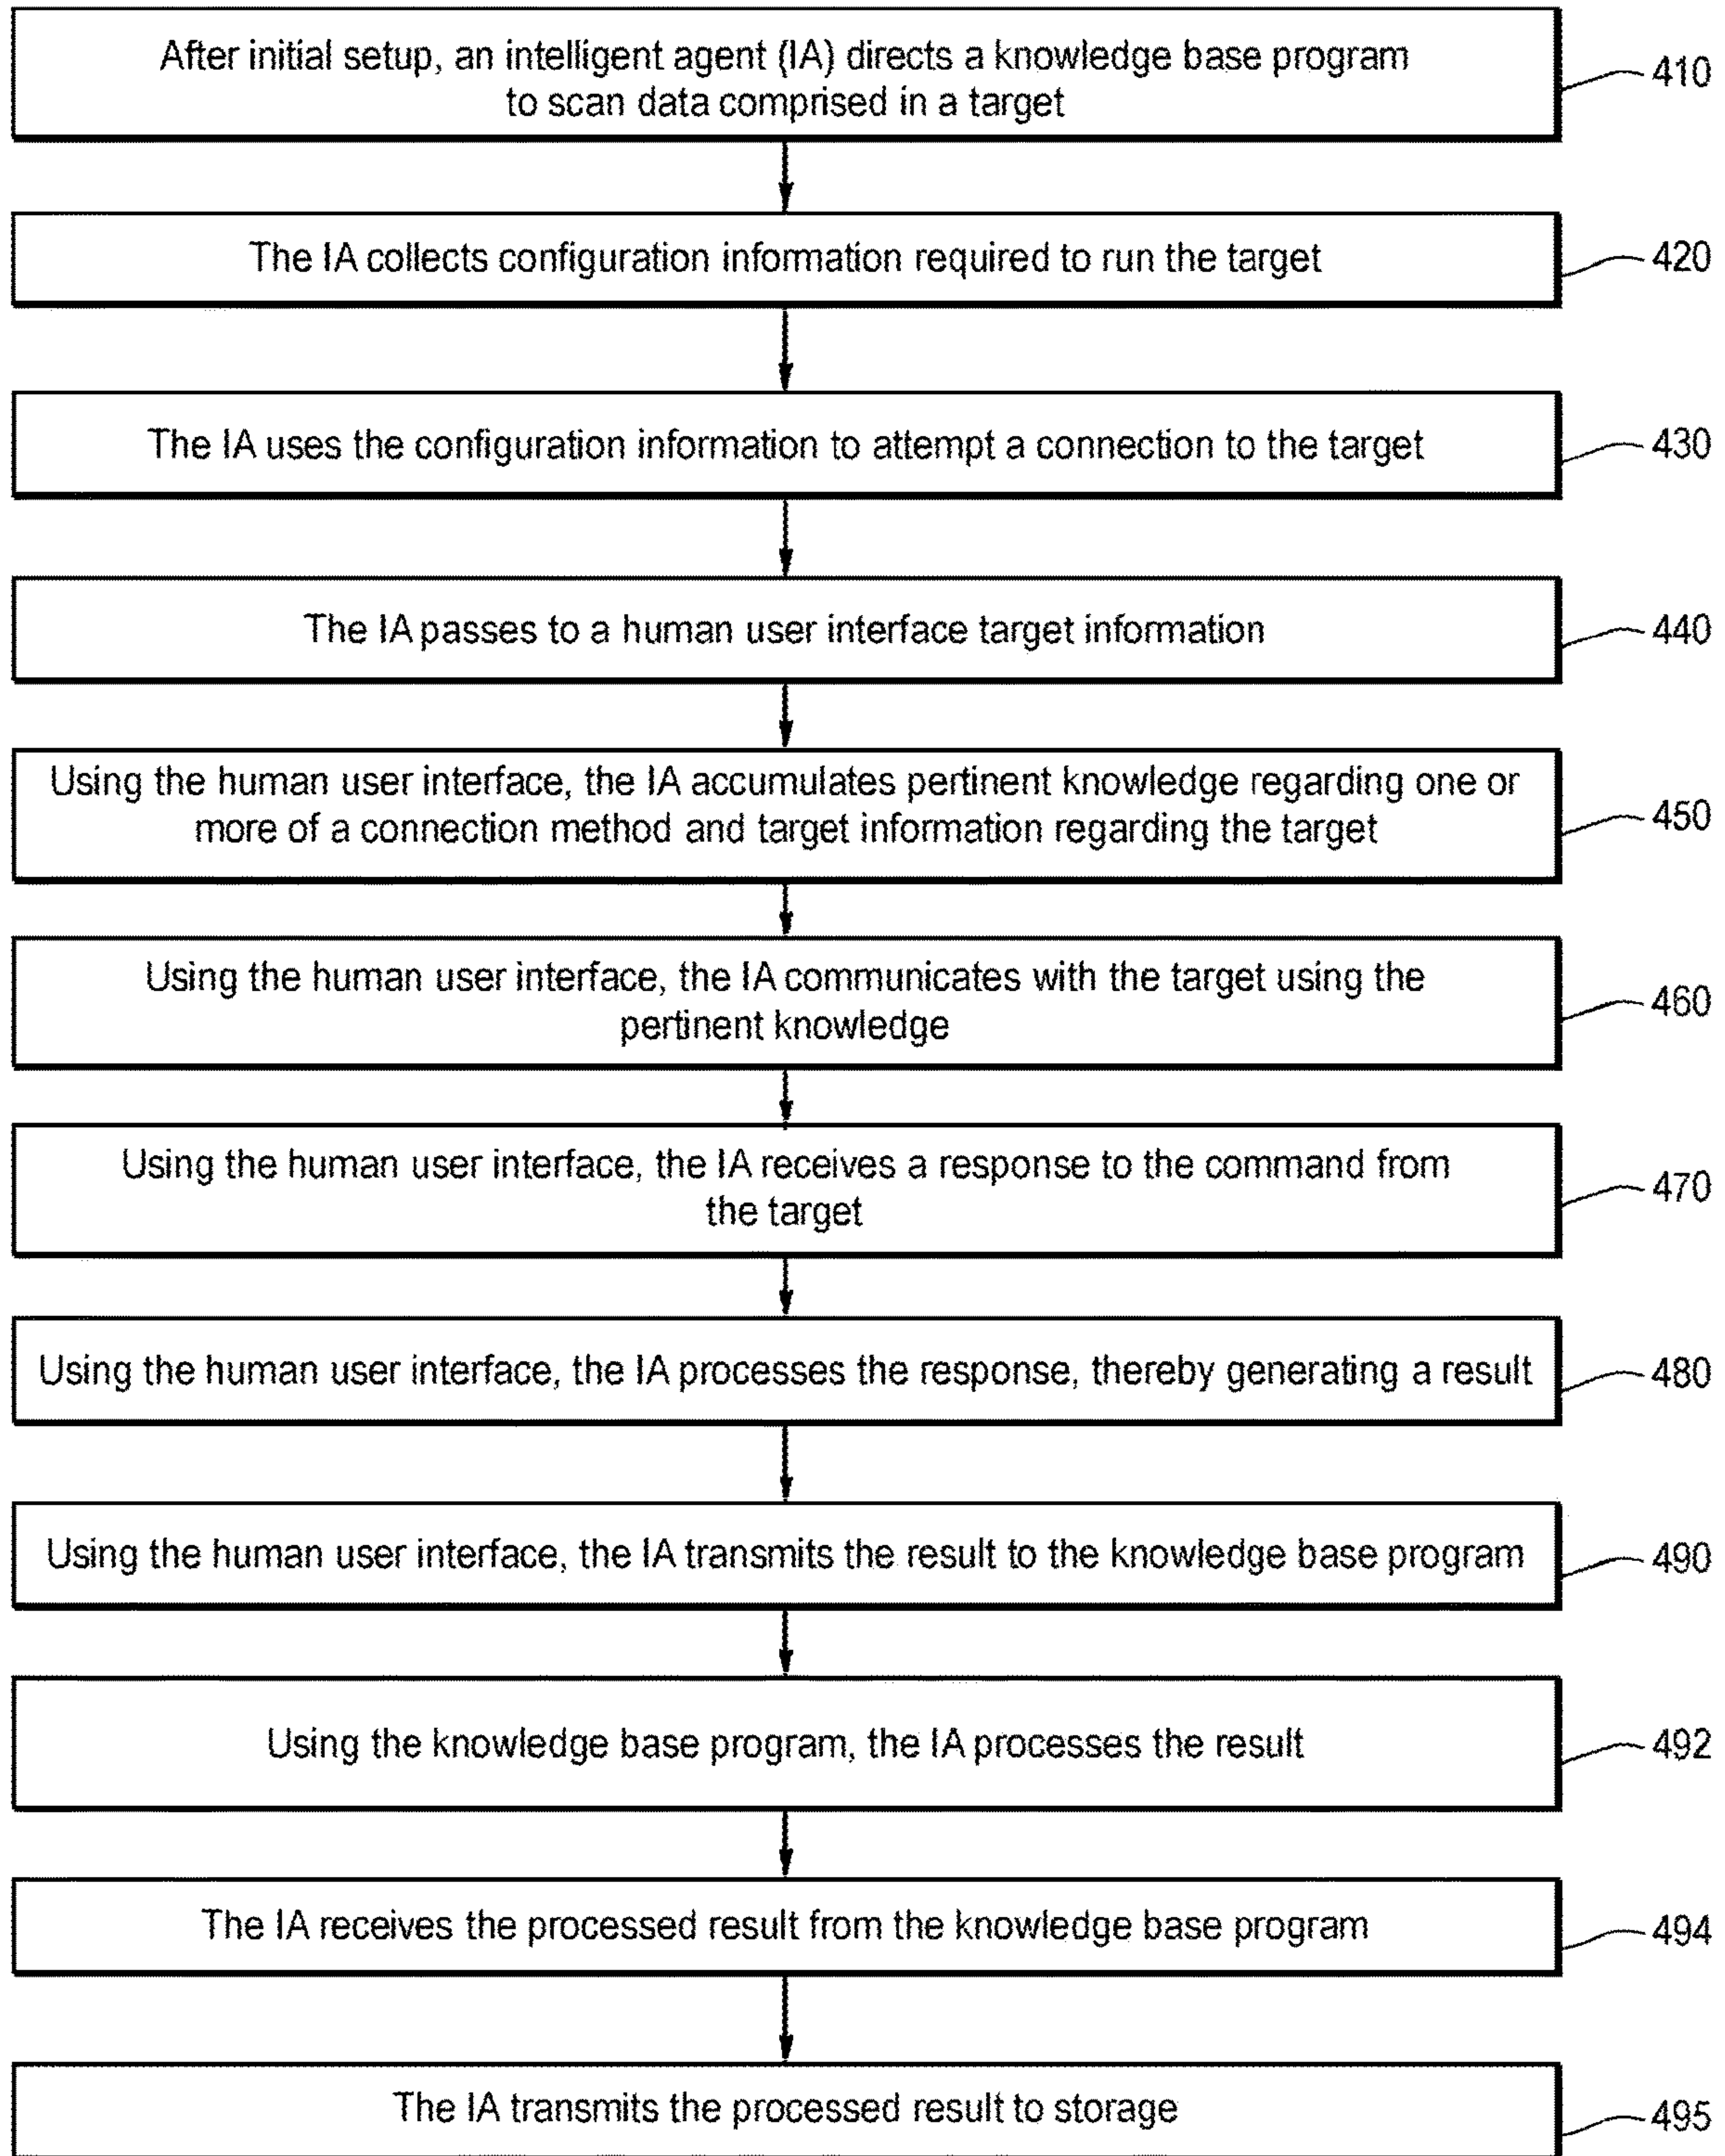 After initial setup, an intelligent agent (IA) directs a knowledge base program
to scan data comprised in a target
410
The IA collects configuration information required to run the target
420
The IA uses the configuration information to attempt a connection to the target
430
The IA passes to a human user interface target information
440
Using the human user interface, the IA accumulates pertinent knowledge regarding one or
more of a connection method and target information regarding the target
450
Using the human user interface, the IA communicates with the target using the
pertinent knowledge
460
Using the human user interface, the IA receives a response to the command from
the target
470
Using the human user interface, the IA processes the response, thereby generating a result
480
Using the human user interface, the IA transmits the result to the knowledge base program
490
Using the knowledge base program, the IA processes the result
492
The IA receives the processed result from the knowledge base program
494
The IA transmits the processed result to storage
495